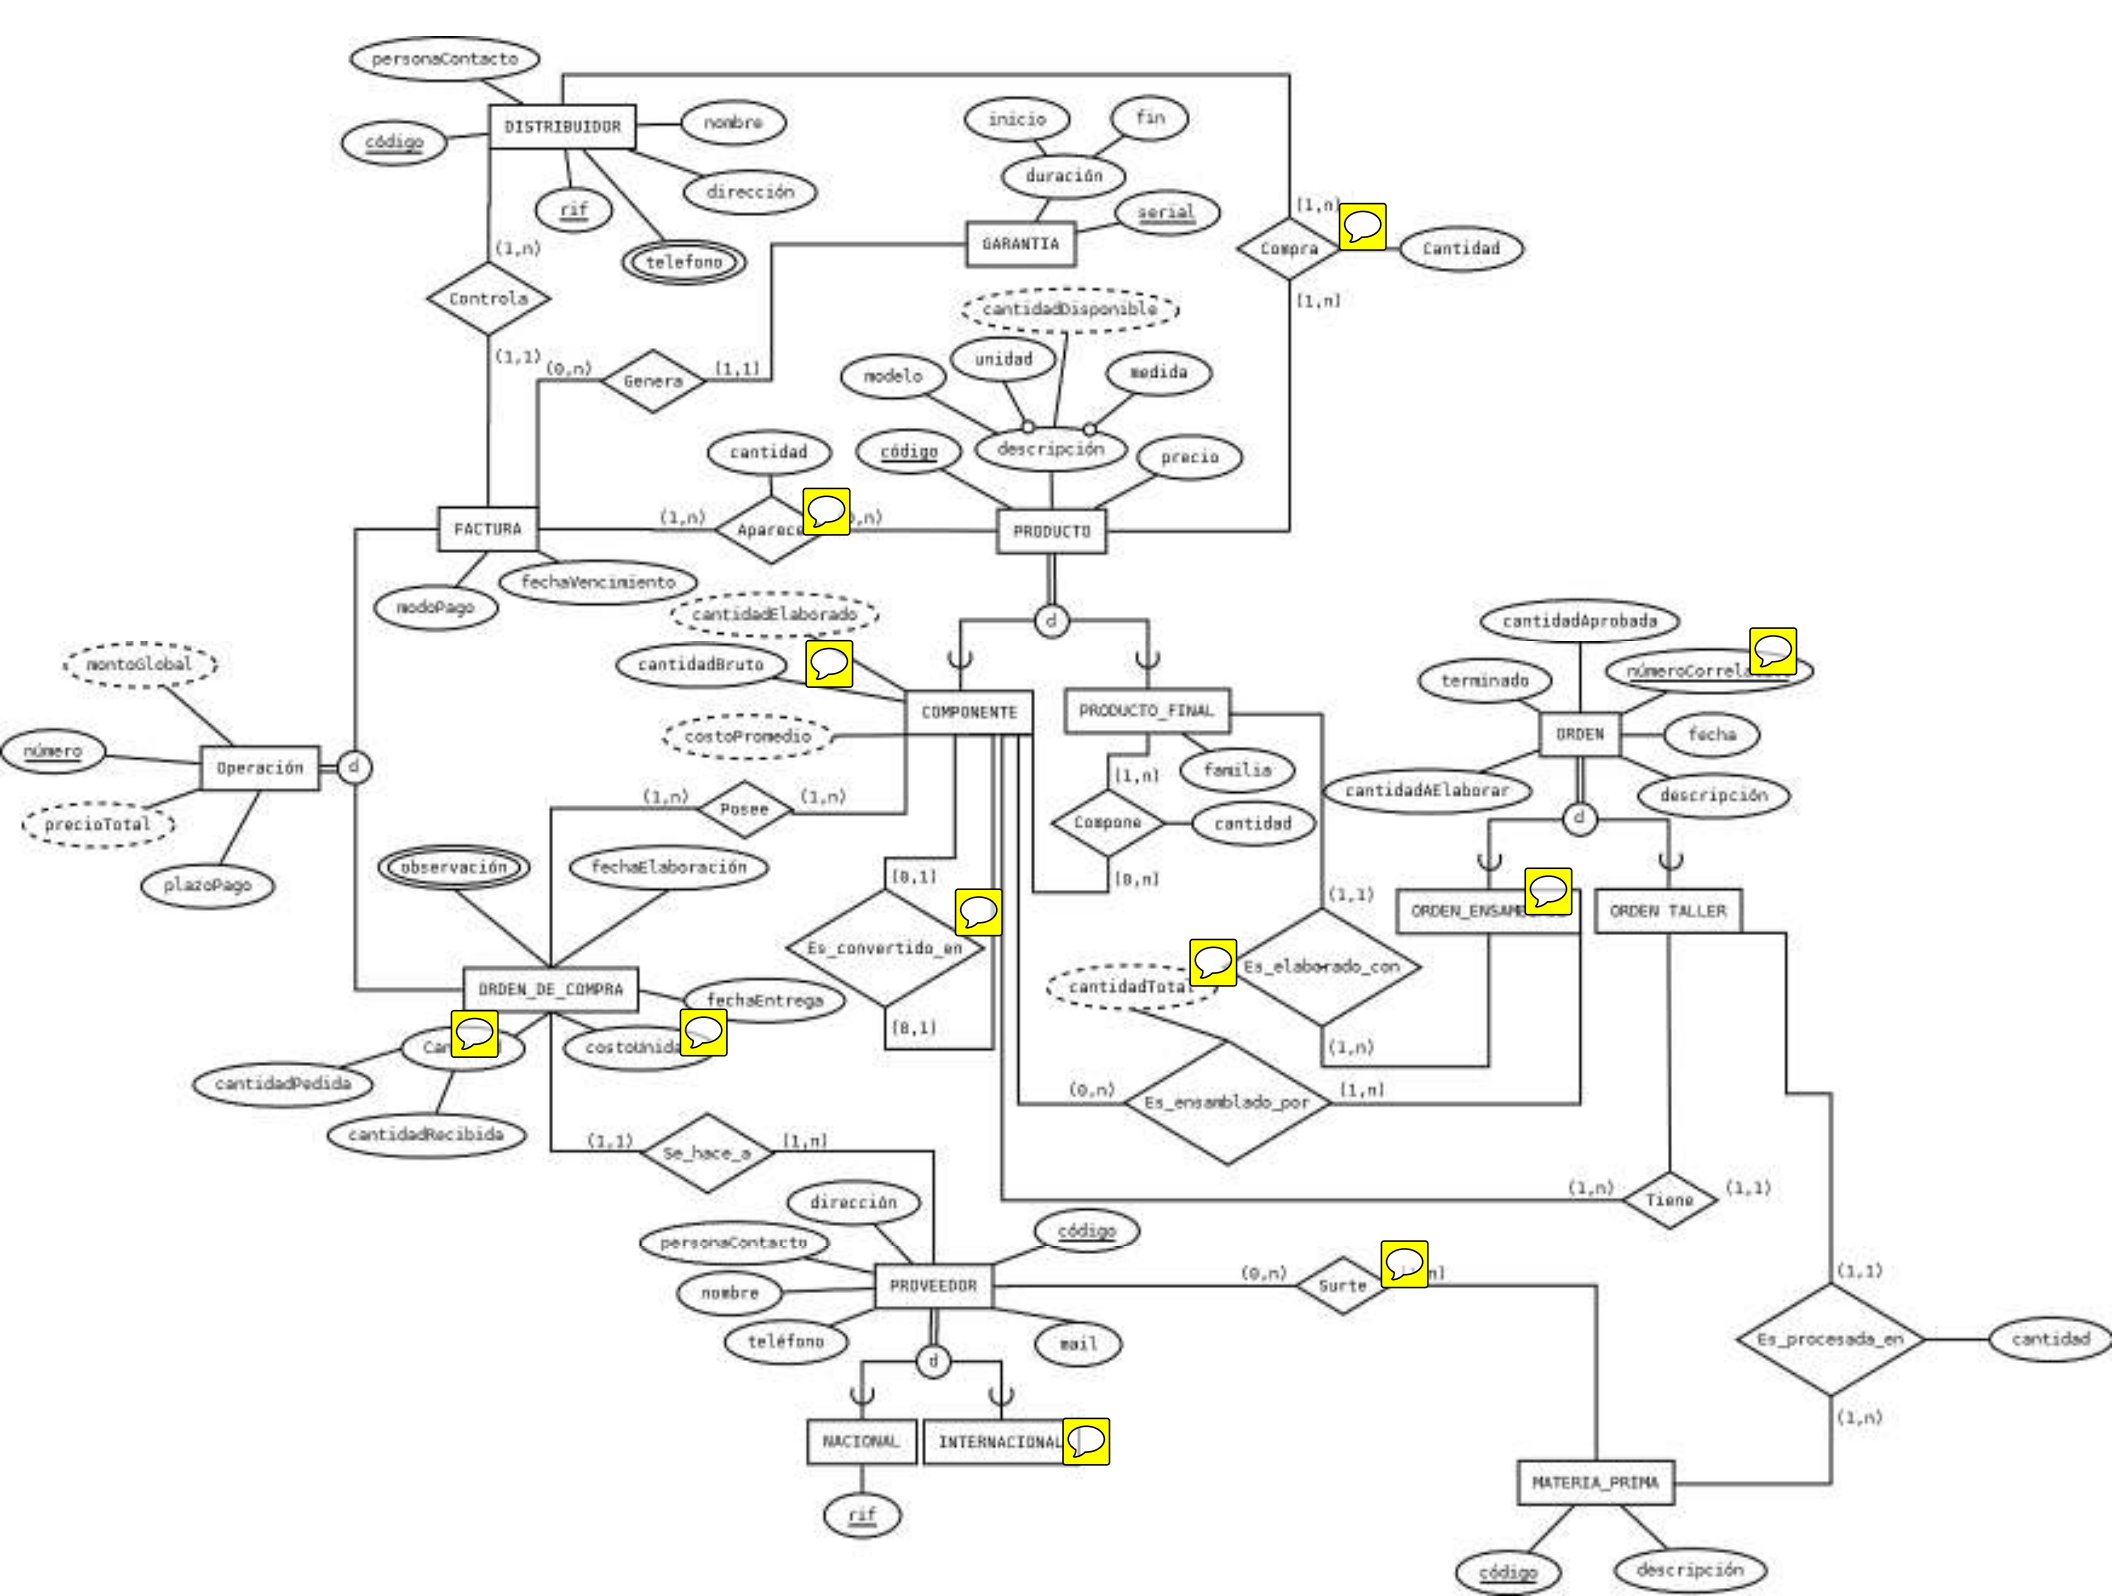 personaContacto
DISTRIBUIDOR
nombre
código
dirección
rif
telefono
(1,n)
Controla
(1,1)
inicio
fin
duración
serial
GARANTIA
[1,n]
Compra
Cantidad
[1,n]
cantidadDisponible
(0,n)
Genera
[1,1]
modelo
unidad
medida
descripción
código
precio
cantidad
FACTURA
(1,n)
Aparece
PRODUCTO
modoPago
fechaVencimiento
d
cantidadElaborado
cantidadBruto
costoPromedio
COMPONENTE
PRODUCTO_FINAL
familia
cantidadAprobada
terminado
ORDEN
fecha
cantidadAElaborar
descripción
d
montoGlobal
número
Operación
d
precioTotal
plazoPago
(1,n)
Posee
(1,n)
[1,n]
Compone
cantidad
[0,n]
observación
fechaElaboración
[0,1]
Es_convertido_en
[0,1]
(1,1)
ORDEN TALLER
Es_elaborado_con
cantidadTotal
(1,n)
ORDEN_DE_COMPRA
fechaEntrega
cantidadPedida
cantidadRecibida
(0,n)
Es_ensamblado_por
[1,n]
(1,1)
Se_hace_a
[1,n]
(1,n)
Tiene
(1,1)
dirección
personaContacto
código
nombre
PROVEEDOR
teléfono
mail
d
(0,n)
Surte
(1,1)
Es_procesada_en
cantidad
(1,n)
NACIONAL
INTERNACIONAL
rif
MATERIA_PRIMA
código
descripción